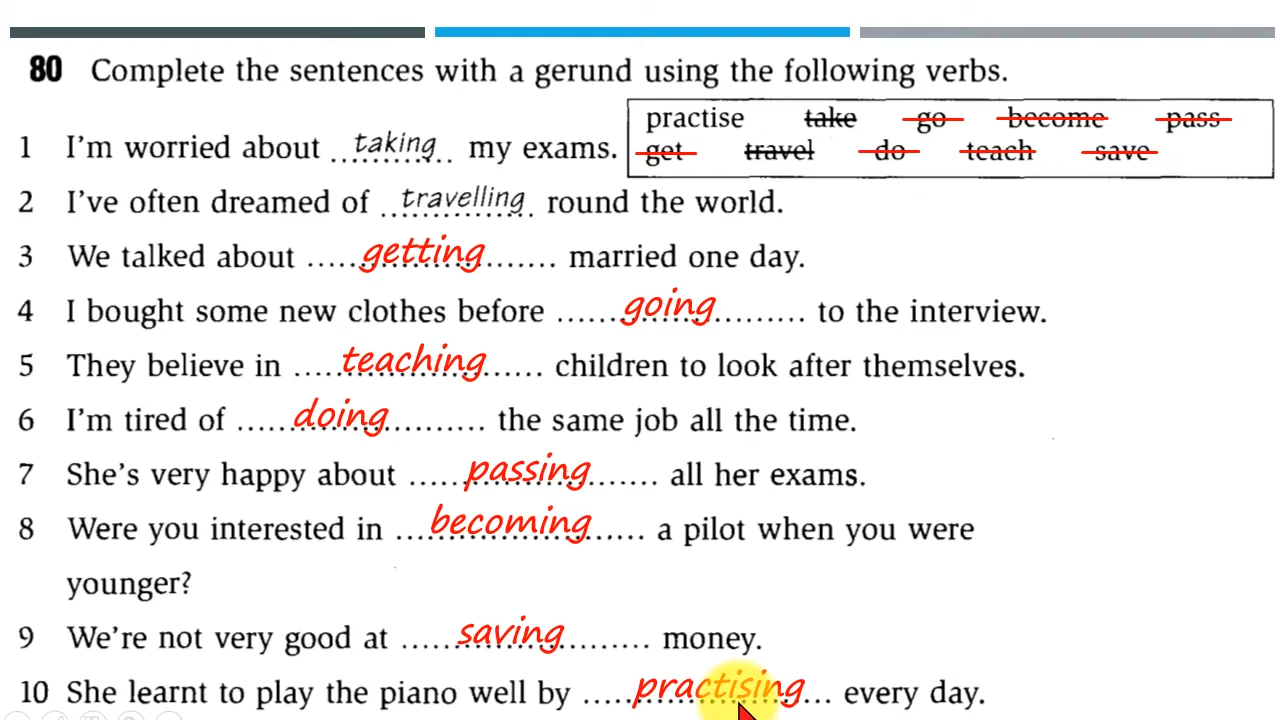 80 Complete the sentences with a gerund using the following verbs.
practise take go become pass
get travel do teach save
1 I'm worried about ...taking... my exams.
2 I've often dreamed of ...travelling... round the world.
3 We talked about ...getting... married one day.
4 I bought some new clothes before ...going... to the interview.
5 They believe in ...teaching... children to look after themselves.
6 I'm tired of ...doing... the same job all the time.
7 She's very happy about ...passing... all her exams.
8 Were you interested in ...becoming... a pilot when you were
younger?
9 We're not very good at ...saving... money.
10 She learnt to play the piano well by ...practising... every day.